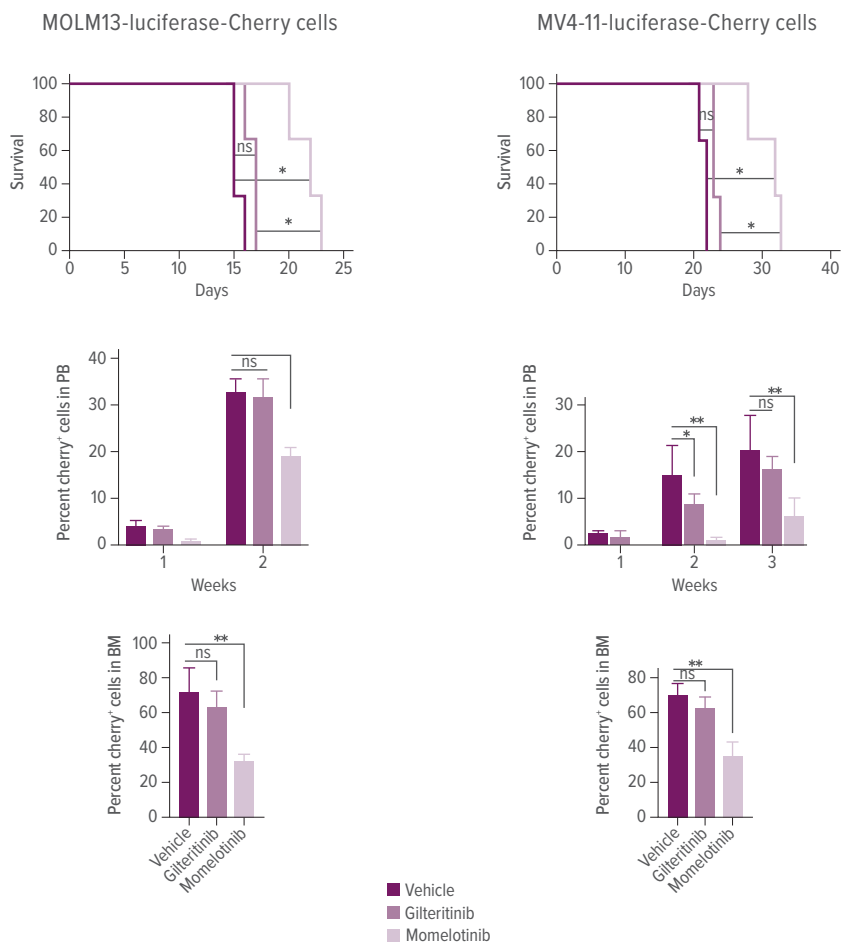 MOLM13-luciferase-Cherry cells
MV4-11-luciferase-Cherry cells
Survival
100
80
60
40
20
0
ns
*
*
0 5 10 15 20 25
Days
Survival
100
80
60
40
20
0
ns
*
*
0 10 20 30 40
Days
Percent cherry⁺ cells in PB
40
30
20
10
0
ns
1 2
Weeks
Percent cherry⁺ cells in PB
30
20
10
0
**
*
**
ns
1 2 3
Weeks
Percent cherry⁺ cells in BM
100
80
60
40
20
0
**
ns
Vehicle
Gilteritinib
Momelotinib
Percent cherry⁺ cells in BM
80
60
40
20
0
**
ns
Vehicle
Gilteritinib
Momelotinib
Vehicle
Gilteritinib
Momelotinib